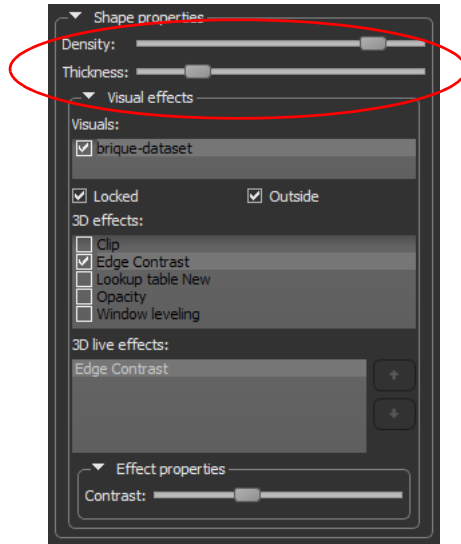 Shape properties
Density:
Thickness:
Visual effects
Visuals:
brique-dataset
Locked Outside
3D effects:
Clip
Edge Contrast
Lookup table New
Opacity
Window leveling
3D live effects:
Edge Contrast
Effect properties
Contrast: